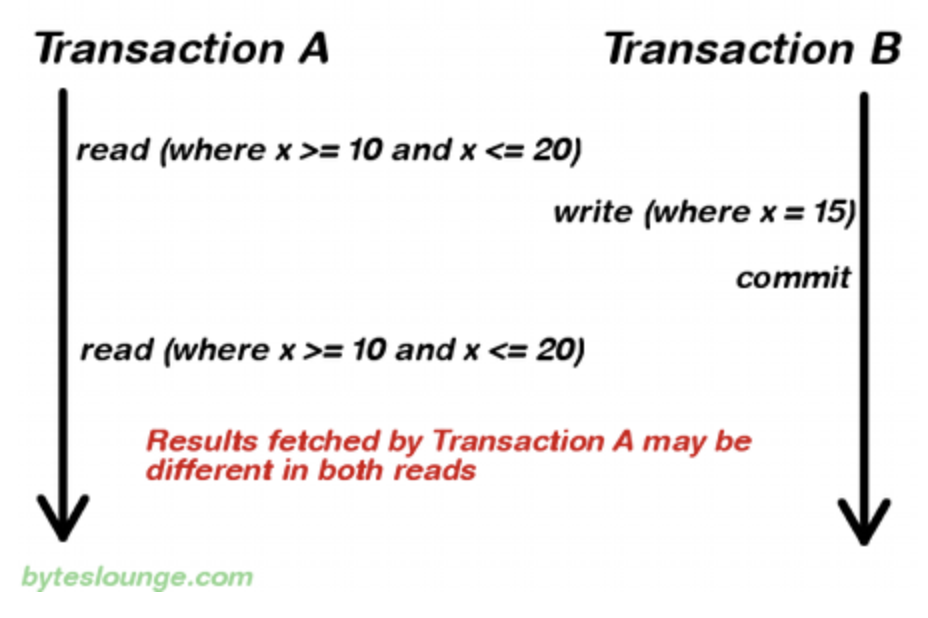 Transaction A
Transaction B
read (where x >= 10 and x <= 20)
write (where x = 15)
commit
read (where x >= 10 and x <= 20)
Results fetched by Transaction A may be
different in both reads
byteslounge.com